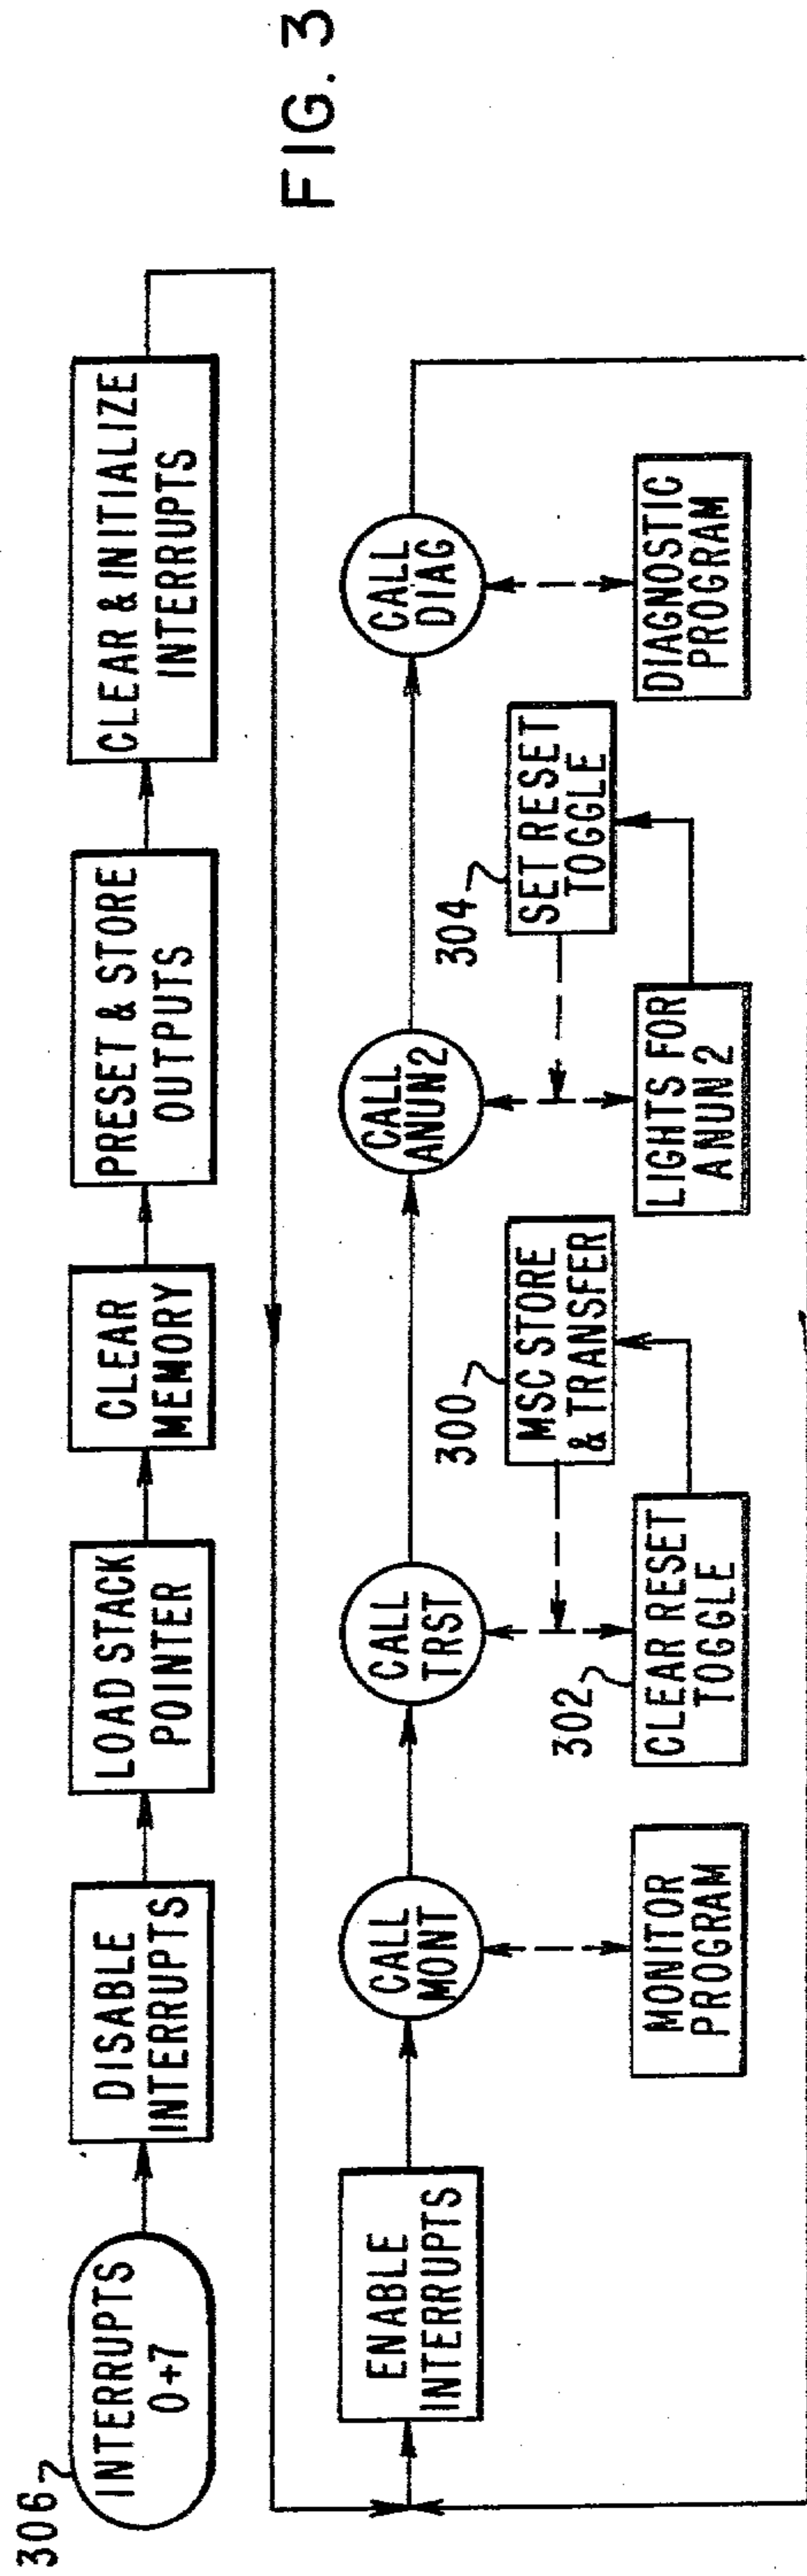 306
INTERRUPTS
0+7
DISABLE
INTERRUPTS
LOAD STACK
POINTER
CLEAR
MEMORY
PRESET & STORE
OUTPUTS
CLEAR & INITIALIZE
INTERRUPTS
ENABLE
INTERRUPTS
CALL
MONT
MONITOR
PROGRAM
CALL
TRST
300
MSC STORE
& TRANSFER
302
CLEAR RESET
TOGGLE
CALL
ANUN2
304
SET RESET
TOGGLE
LIGHTS FOR
ANUN 2
CALL
DIAG
DIAGNOSTIC
PROGRAM
FIG. 3